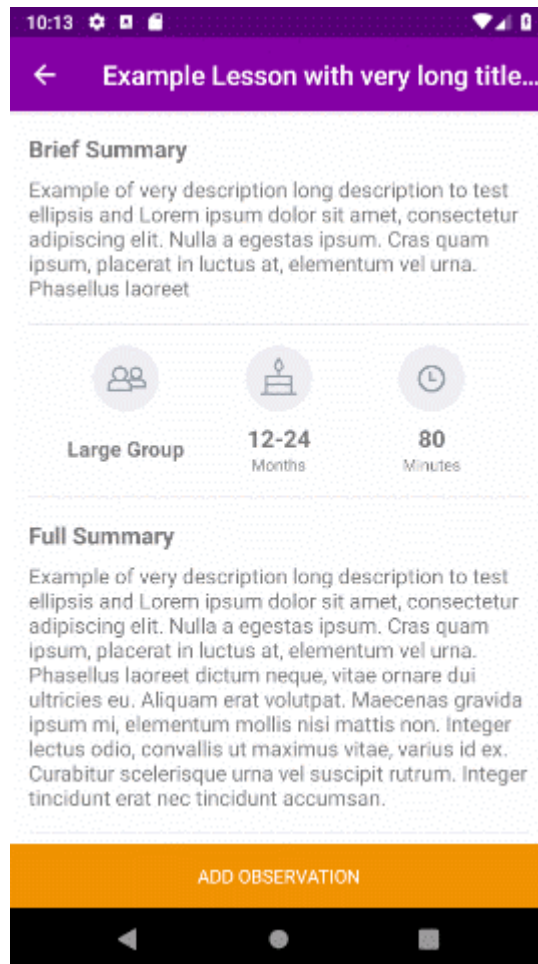 10:13
Example Lesson with very long title...
Brief Summary
Example of very description long description to test
ellipsis and Lorem ipsum dolor sit amet, consectetur
adipiscing elit. Nulla a egestas ipsum. Cras quam
ipsum, placerat in luctus at, elementum vel urna.
Phasellus laoreet
Large Group
12-24
Months
80
Minutes
Full Summary
Example of very description long description to test
ellipsis and Lorem ipsum dolor sit amet, consectetur
adipiscing elit. Nulla a egestas ipsum. Cras quam
ipsum, placerat in luctus at, elementum vel urna.
Phasellus laoreet dictum neque, vitae ornare dui
ultricies eu. Aliquam erat volutpat. Maecenas gravida
ipsum mi, elementum mollis nisi mattis non. Integer
lectus odio, convallis ut maximus vitae, varius id ex.
Curabitur scelerisque urna vel suscipit rutrum. Integer
tincidunt erat nec tincidunt accumsan.
ADD OBSERVATION